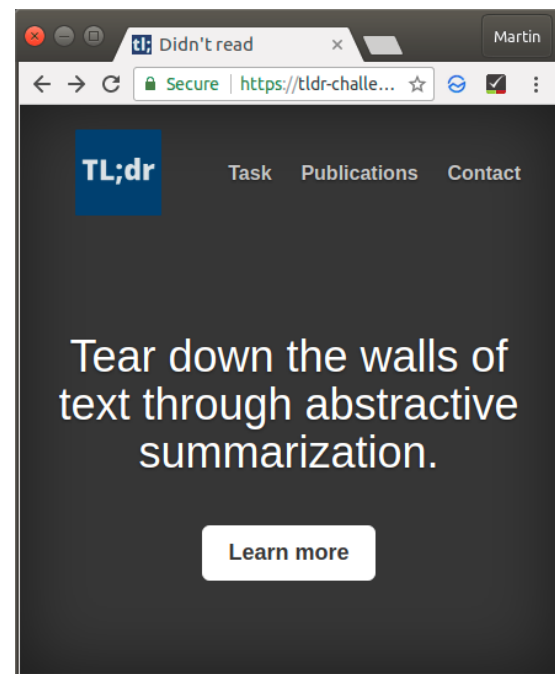 tl; Didn't read
Martin
Secure https://tldr-challe...
TL;dr
Task Publications Contact
Tear down the walls of
text through abstractive
summarization.
Learn more